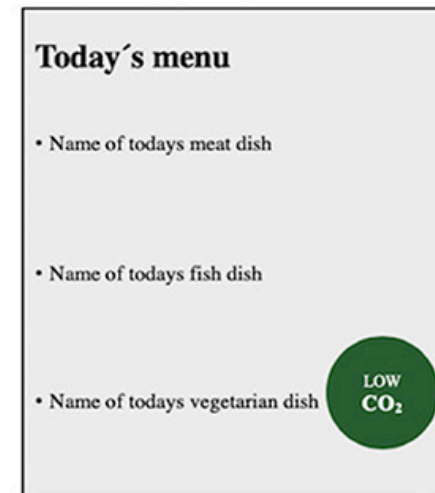 Today´s menu
• Name of todays meat dish
• Name of todays fish dish
• Name of todays vegetarian dish
LOW
CO₂